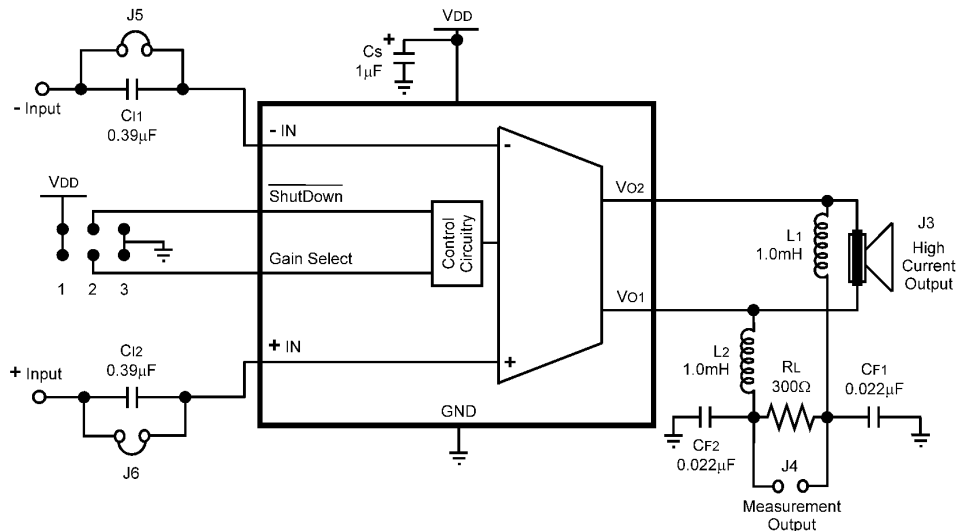 J5
- Input
CI1
0.39µF
VDD
Cs
+
1µF
- IN
-
ShutDown
Control
Circuitry
Gain Select
VDD
1 2 3
+ IN
+
GND
CI2
0.39µF
+ Input
J6
VO2
VO1
L1
1.0mH
J3
High
Current
Output
L2
1.0mH
RL
300Ω
CF1
0.022µF
CF2
0.022µF
J4
Measurement
Output